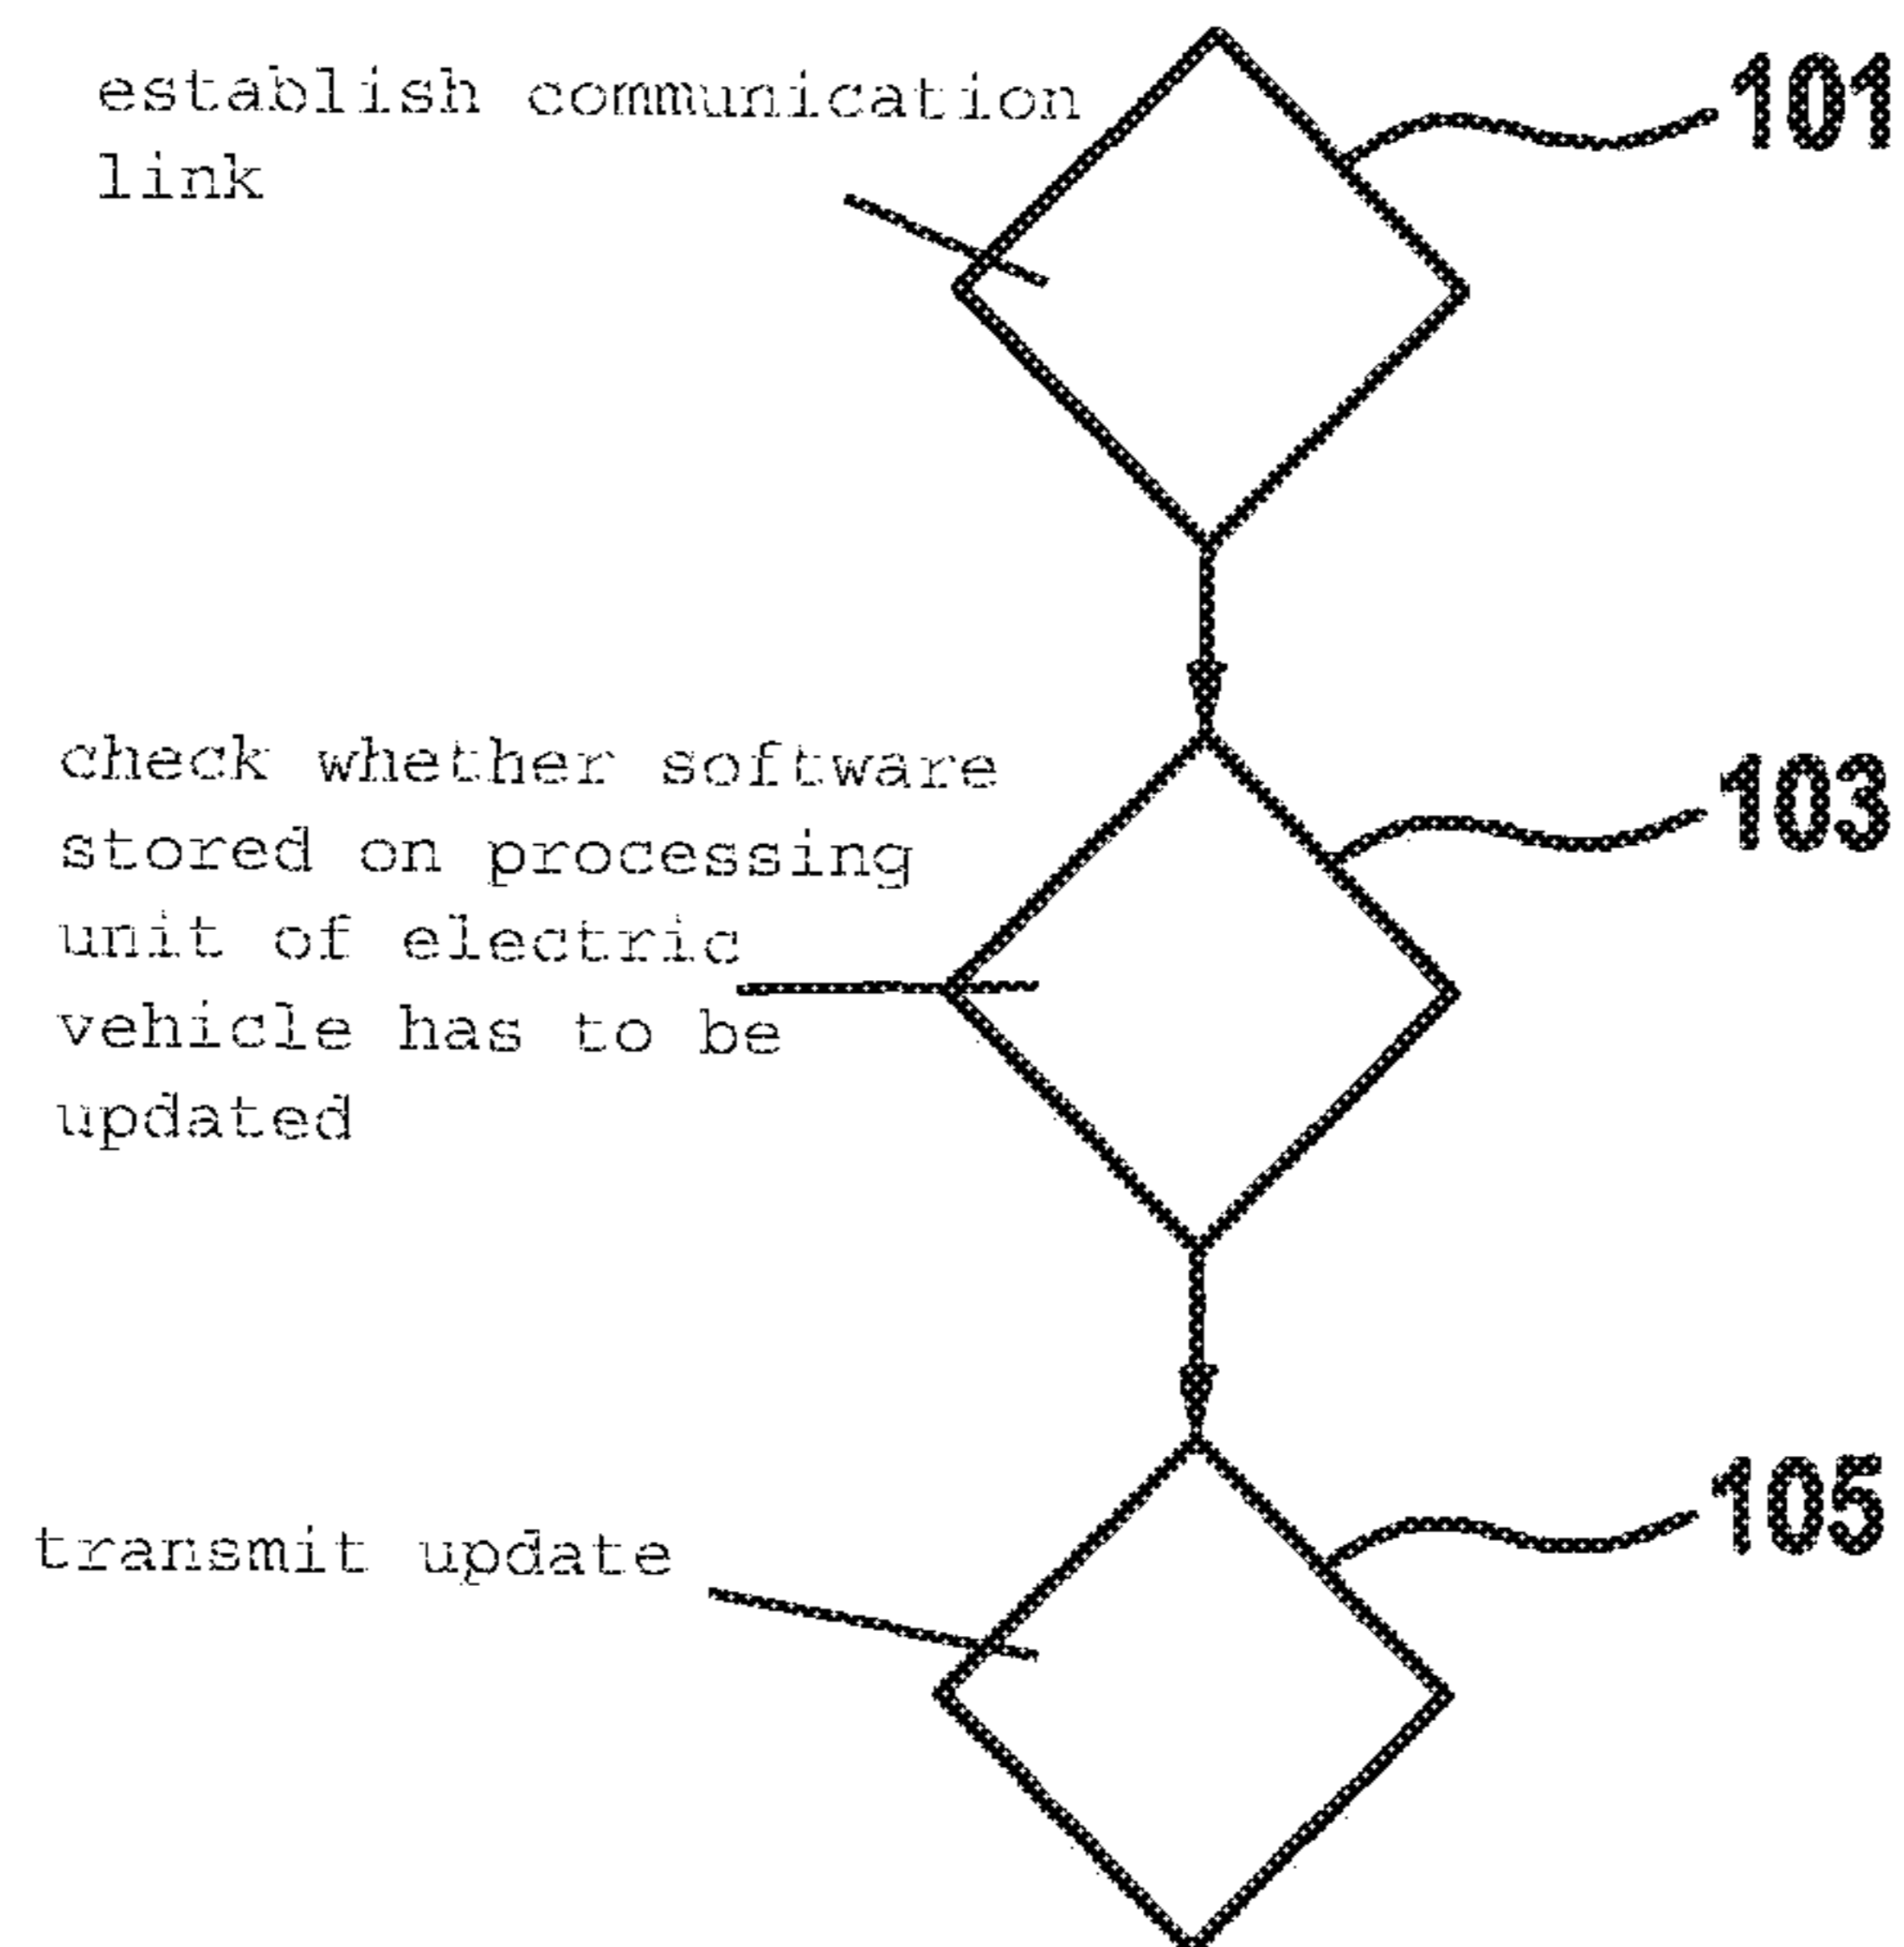 establish communication
link
101
check whether software
stored on processing
unit of electric
vehicle has to be
updated
103
transmit update
105